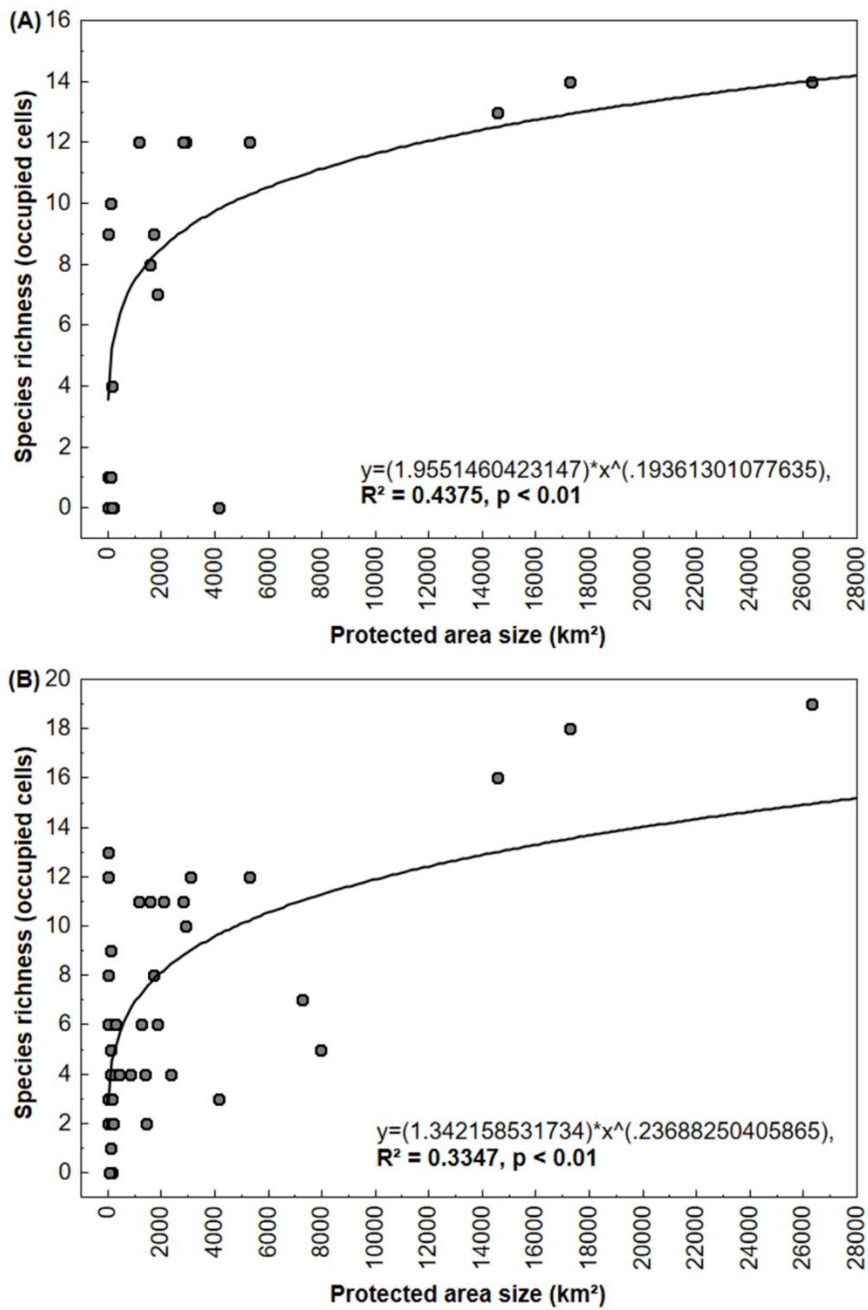 (A)
16
14
12
10
8
6
4
2
0
Species richness (occupied cells)
y=(1.9551460423147)*x^(.19361301077635),
R² = 0.4375, p < 0.01
0 2000 4000 6000 8000 10000 12000 14000 16000 18000 20000 22000 24000 26000 28000
Protected area size (km²)
(B)
20
18
16
14
12
10
8
6
4
2
0
Species richness (occupied cells)
y=(1.342158531734)*x^(.23688250405865),
R² = 0.3347, p < 0.01
0 2000 4000 6000 8000 10000 12000 14000 16000 18000 20000 22000 24000 26000 28000
Protected area size (km²)